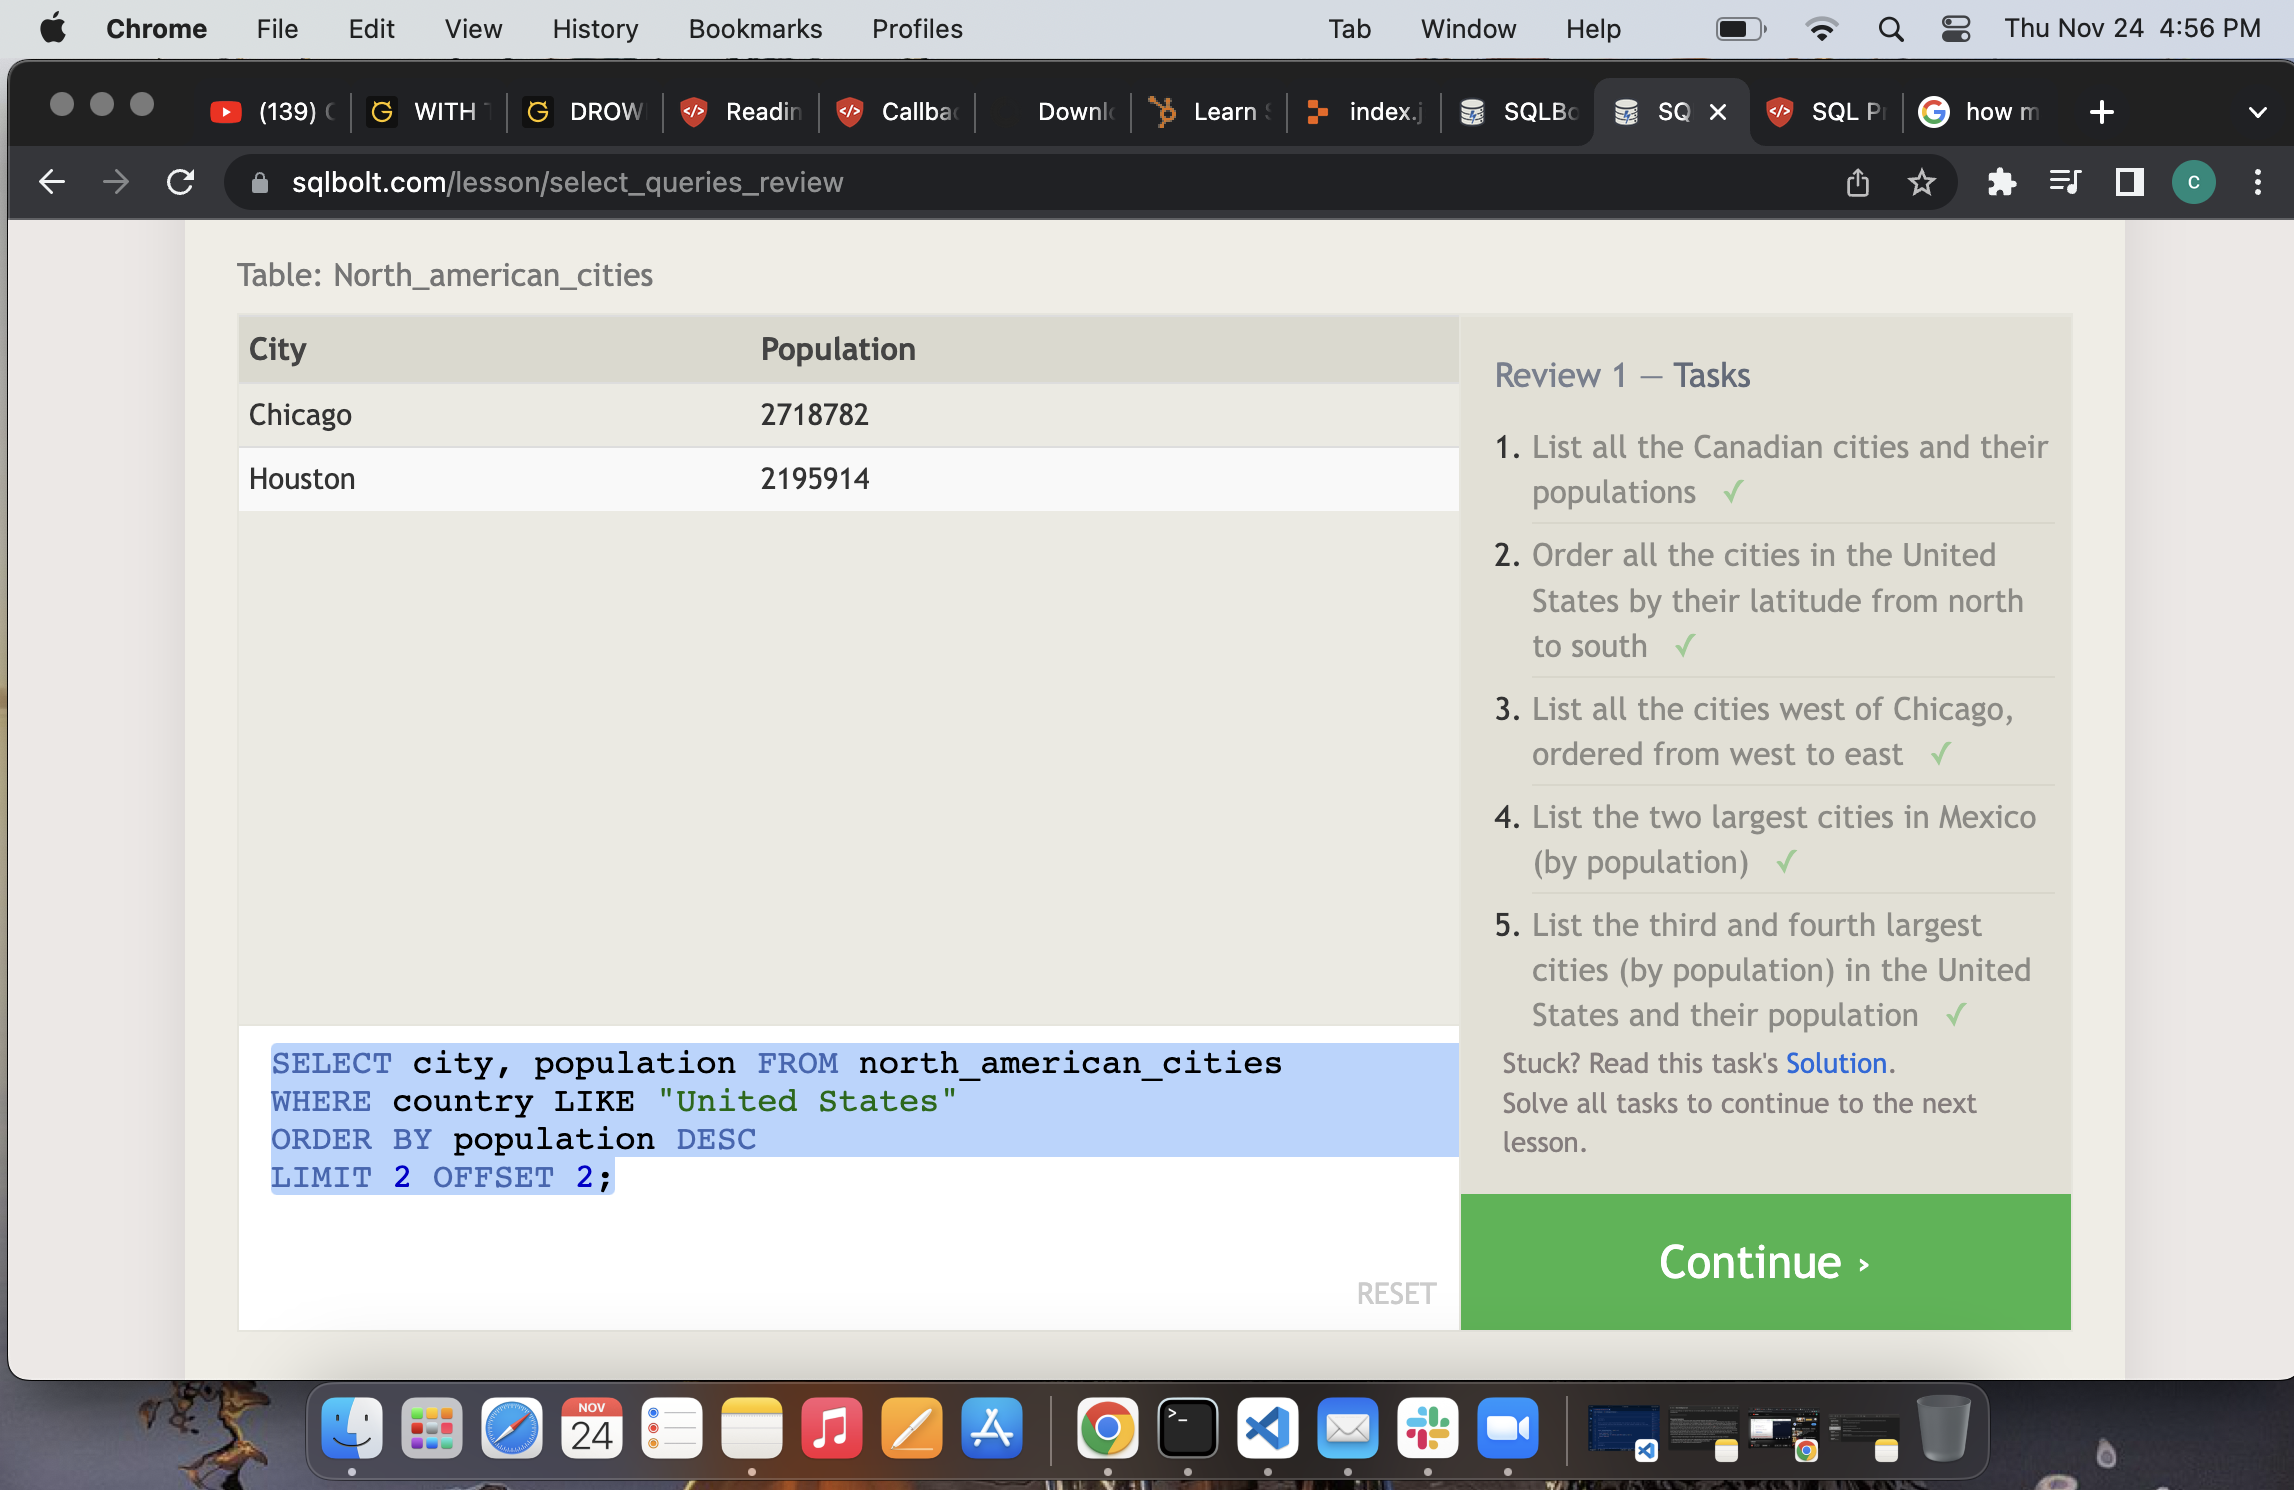 Chrome File Edit View History Bookmarks Profiles Tab Window Help Thu Nov 24 4:56 PM
(139) WITH DROW Readin Callba Downl Learn index.j SQLBo SQ SQL P how m
sqlbolt.com/lesson/select_queries_review C
Table: North_american_cities
City Population
Chicago 2718782
Houston 2195914
SELECT city, population FROM north_american_cities
WHERE country LIKE "United States"
ORDER BY population DESC
LIMIT 2 OFFSET 2;
RESET
Review 1 — Tasks
1. List all the Canadian cities and their
populations ✓
2. Order all the cities in the United
States by their latitude from north
to south ✓
3. List all the cities west of Chicago,
ordered from west to east ✓
4. List the two largest cities in Mexico
(by population) ✓
5. List the third and fourth largest
cities (by population) in the United
States and their population ✓
Stuck? Read this task's Solution.
Solve all tasks to continue to the next
lesson.
Continue ›
NOV
24